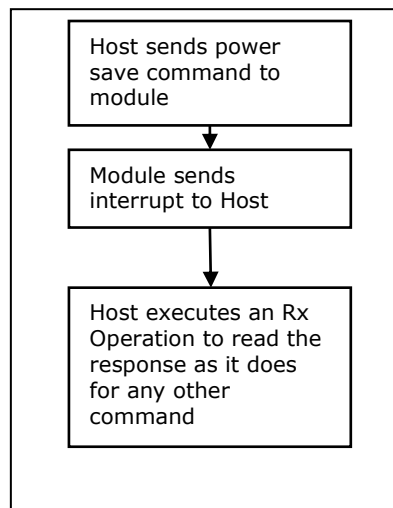 Host sends power
save command to
module
Module sends
interrupt to Host
Host executes an Rx
Operation to read the
response as it does
for any other
command